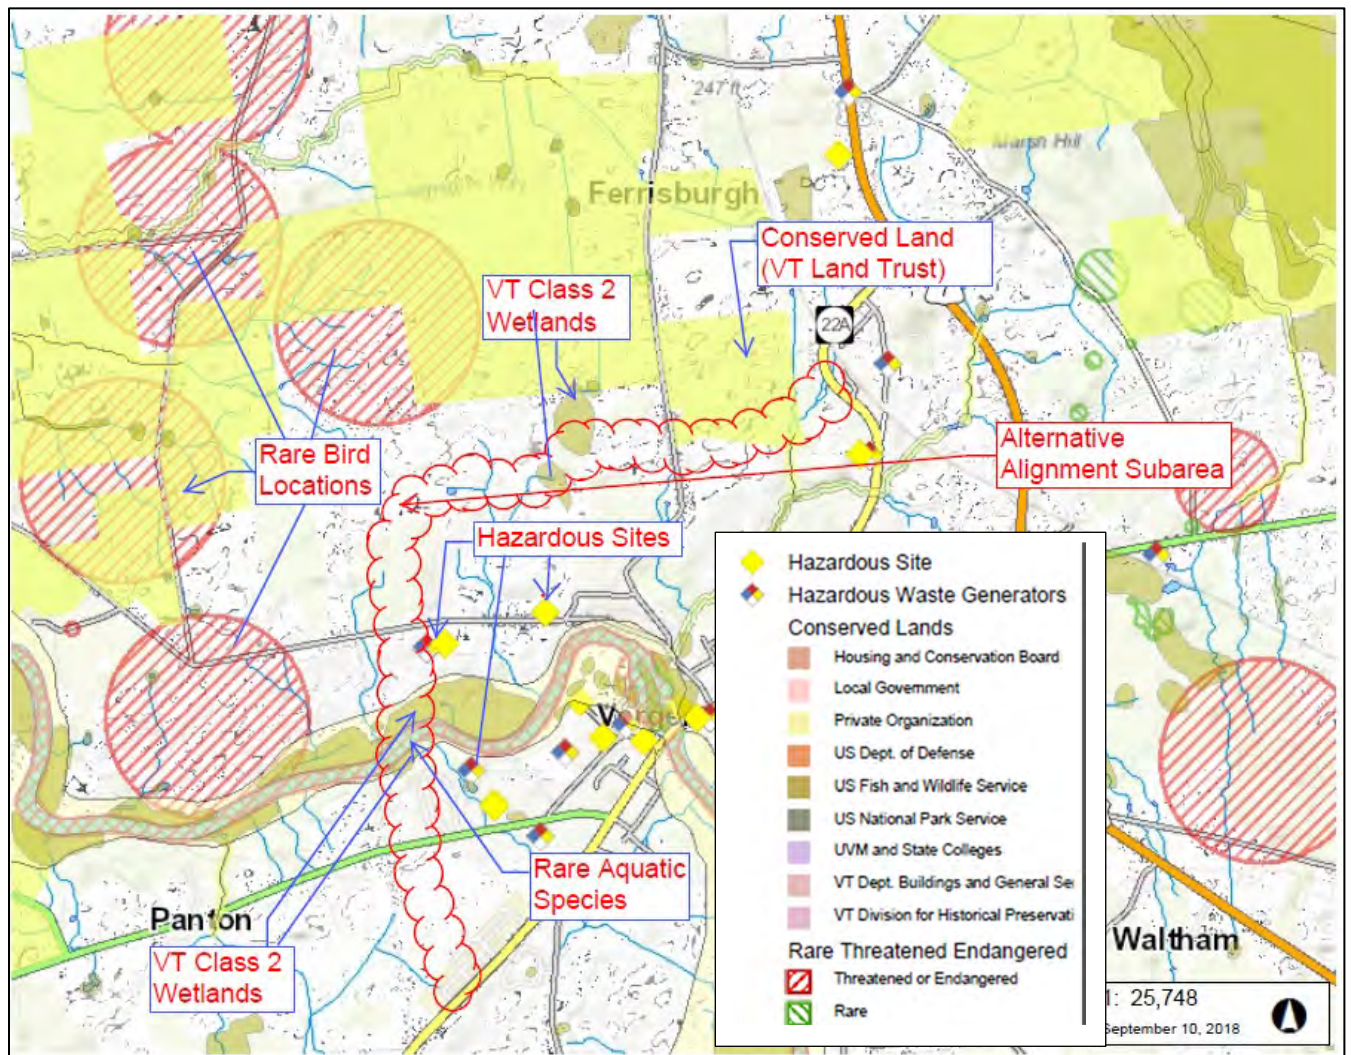 247 ft
Marsh Hill
Ferrisburgh
Conserved Land
(VT Land Trust)
VT Class 2
Wetlands
22A
Alternative
Alignment Subarea
Rare Bird
Locations
Hazardous Sites
Hazardous Site
Hazardous Waste Generators
Conserved Lands
Housing and Conservation Board
Local Government
Private Organization
US Dept. of Defense
US Fish and Wildlife Service
US National Park Service
UVM and State Colleges
VT Dept. Buildings and General Se
VT Division for Historical Preservati
Rare Threatened Endangered
Threatened or Endangered
Rare
Rare Aquatic
Species
Panton
VT Class 2
Wetlands
Waltham
1: 25,748
September 10, 2018